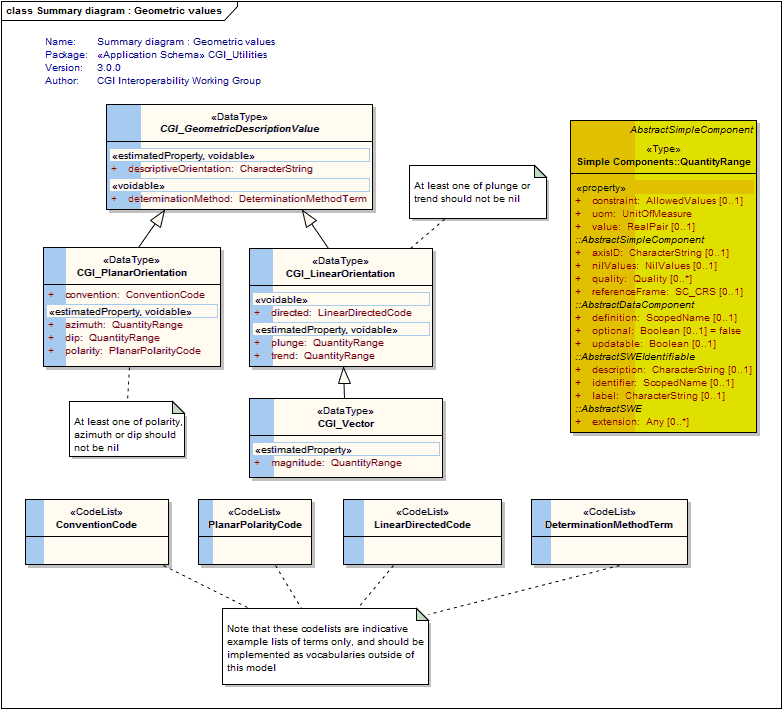 class Summary diagram : Geometric values
Name: Summary diagram : Geometric values
Package: «Application Schema» CGI_Utilities
Version: 3.0.0
Author: CGI Interoperability Working Group
«DataType»
CGI_GeometricDescriptionValue
«estimatedProperty, voidable»
+ descriptiveOrientation: CharacterString
«voidable»
+ determinationMethod: DeterminationMethodTerm
At least one of plunge or
trend should not be nil
AbstractSimpleComponent
«Type»
Simple Components::QuantityRange
«property»
+ constraint: AllowedValues [0..1]
+ uom: UnitOfMeasure
+ value: RealPair [0..1]
::AbstractSimpleComponent
+ axisID: CharacterString [0..1]
+ nilValues: NilValues [0..1]
+ quality: Quality [0..*]
+ referenceFrame: SC_CRS [0..1]
::AbstractDataComponent
+ definition: ScopedName [0..1]
+ optional: Boolean [0..1] = false
+ updatable: Boolean [0..1]
::AbstractSWEIdentifiable
+ description: CharacterString [0..1]
+ identifier: ScopedName [0..1]
+ label: CharacterString [0..1]
::AbstractSWE
+ extension: Any [0..*]
«DataType»
CGI_PlanarOrientation
+ convention: ConventionCode
«estimatedProperty, voidable»
+ azimuth: QuantityRange
+ dip: QuantityRange
+ polarity: PlanarPolarityCode
«DataType»
CGI_LinearOrientation
«voidable»
+ directed: LinearDirectedCode
«estimatedProperty, voidable»
+ plunge: QuantityRange
+ trend: QuantityRange
At least one of polarity,
azimuth or dip should
not be nil
«DataType»
CGI_Vector
«estimatedProperty»
+ magnitude: QuantityRange
«CodeList»
ConventionCode
«CodeList»
PlanarPolarityCode
«CodeList»
LinearDirectedCode
«CodeList»
DeterminationMethodTerm
Note that these codelists are indicative
example lists of terms only, and should be
implemented as vocabularies outside of
this model